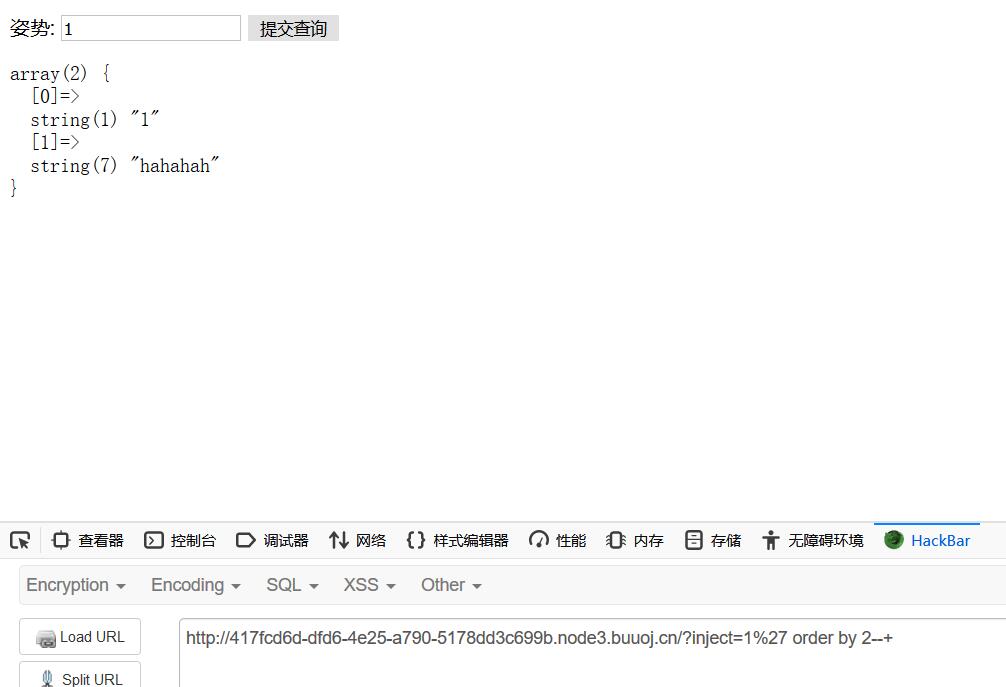 姿势: 1 提交查询
array(2) {
[0]=>
string(1) "1"
[1]=>
string(7) "hahahah"
}
查看器 控制台 调试器 网络 样式编辑器 性能 内存 存储 无障碍环境 HackBar
Encryption Encoding SQL XSS Other
Load URL http://417fcd6d-dfd6-4e25-a790-5178dd3c699b.node3.buuoj.cn/?inject=1%27 order by 2--+
Split URL